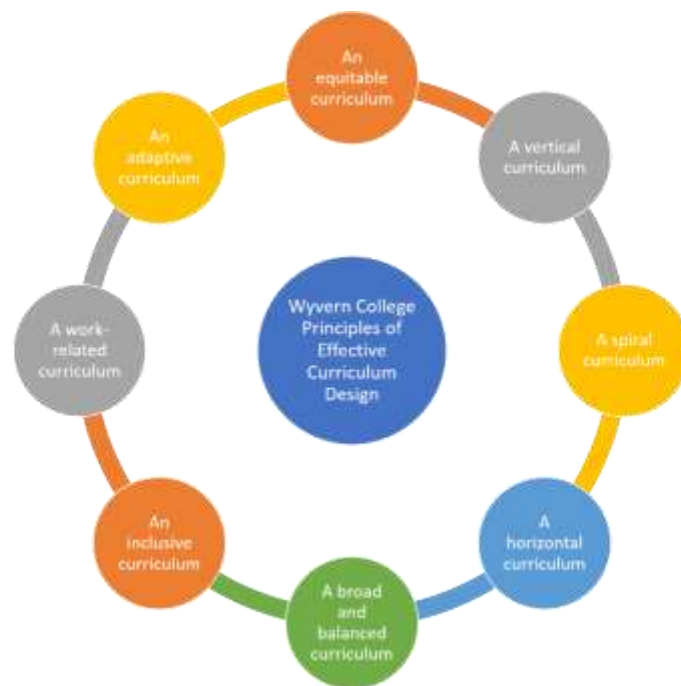 An
equitable
curriculum
A vertical
curriculum
A spiral
curriculum
A
horizontal
curriculum
A broad
and
balanced
curriculum
An
inclusive
curriculum
A work-
related
curriculum
An
adaptive
curriculum
Wyvern College
Principles of
Effective
Curriculum
Design